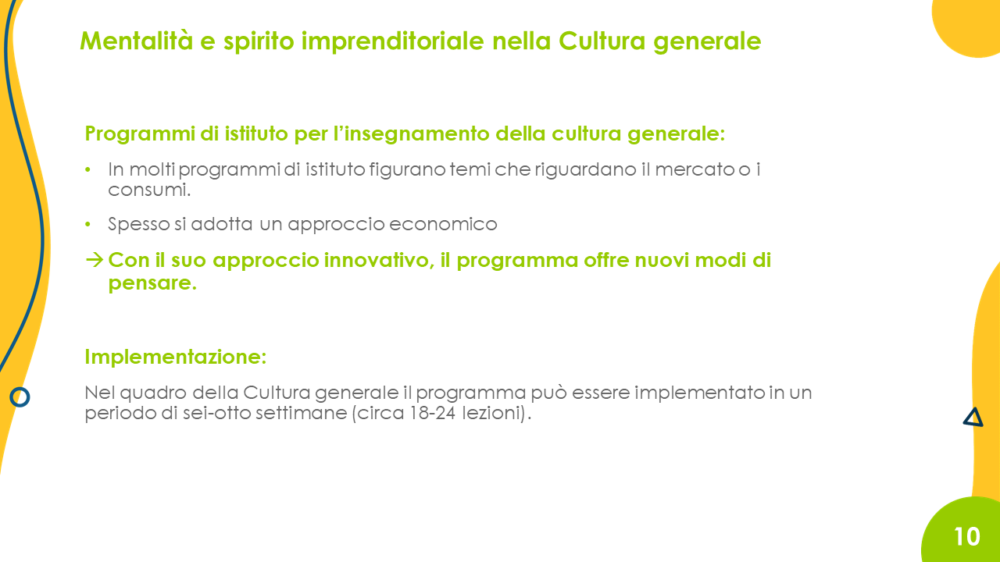 Mentalità e spirito imprenditoriale nella Cultura generale
Programmi di istituto per l’insegnamento della cultura generale:
• In molti programmi di istituto figurano temi che riguardano il mercato o i
consumi.
• Spesso si adotta un approccio economico
→ Con il suo approccio innovativo, il programma offre nuovi modi di
pensare.
Implementazione:
Nel quadro della Cultura generale il programma può essere implementato in un
periodo di sei-otto settimane (circa 18-24 lezioni).
10